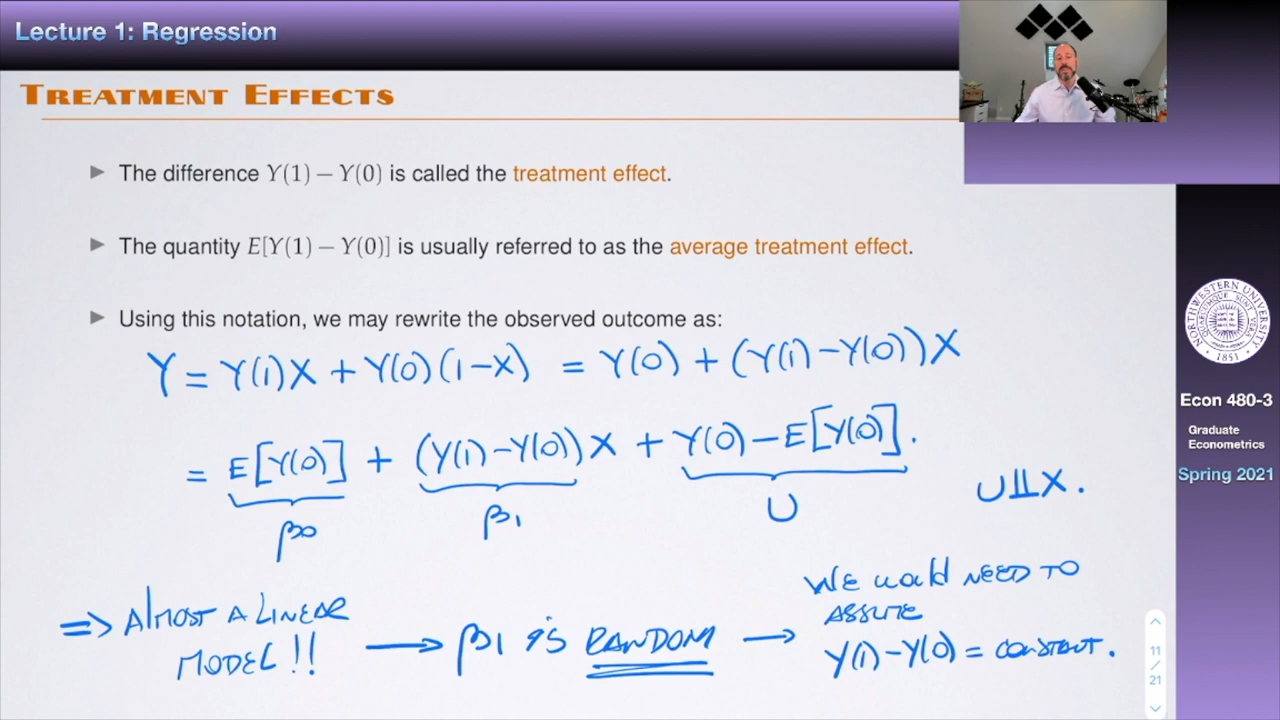 Lecture 1: Regression
TREATMENT EFFECTS
▶ The difference Y(1) − Y(0) is called the treatment effect.
▶ The quantity E[Y(1) − Y(0)] is usually referred to as the average treatment effect.
▶ Using this notation, we may rewrite the observed outcome as:
Y = Y(1)X + Y(0)(1−X) = Y(0) + (Y(1)−Y(0))X
= E[Y(0)] + (Y(1)−Y(0))X + Y(0)−E[Y(0)].
β0 β1 U
U⊥⊥X.
⇒ ALMOST A LINEAR
MODEL!!
→ β1 is RANDOM →
WE WOULD NEED TO
ASSUME
Y(1)−Y(0) = CONSTANT.
NORTHWESTERN UNIVERSITY
1851
Econ 480-3
Graduate
Econometrics
Spring 2021
11
/
21